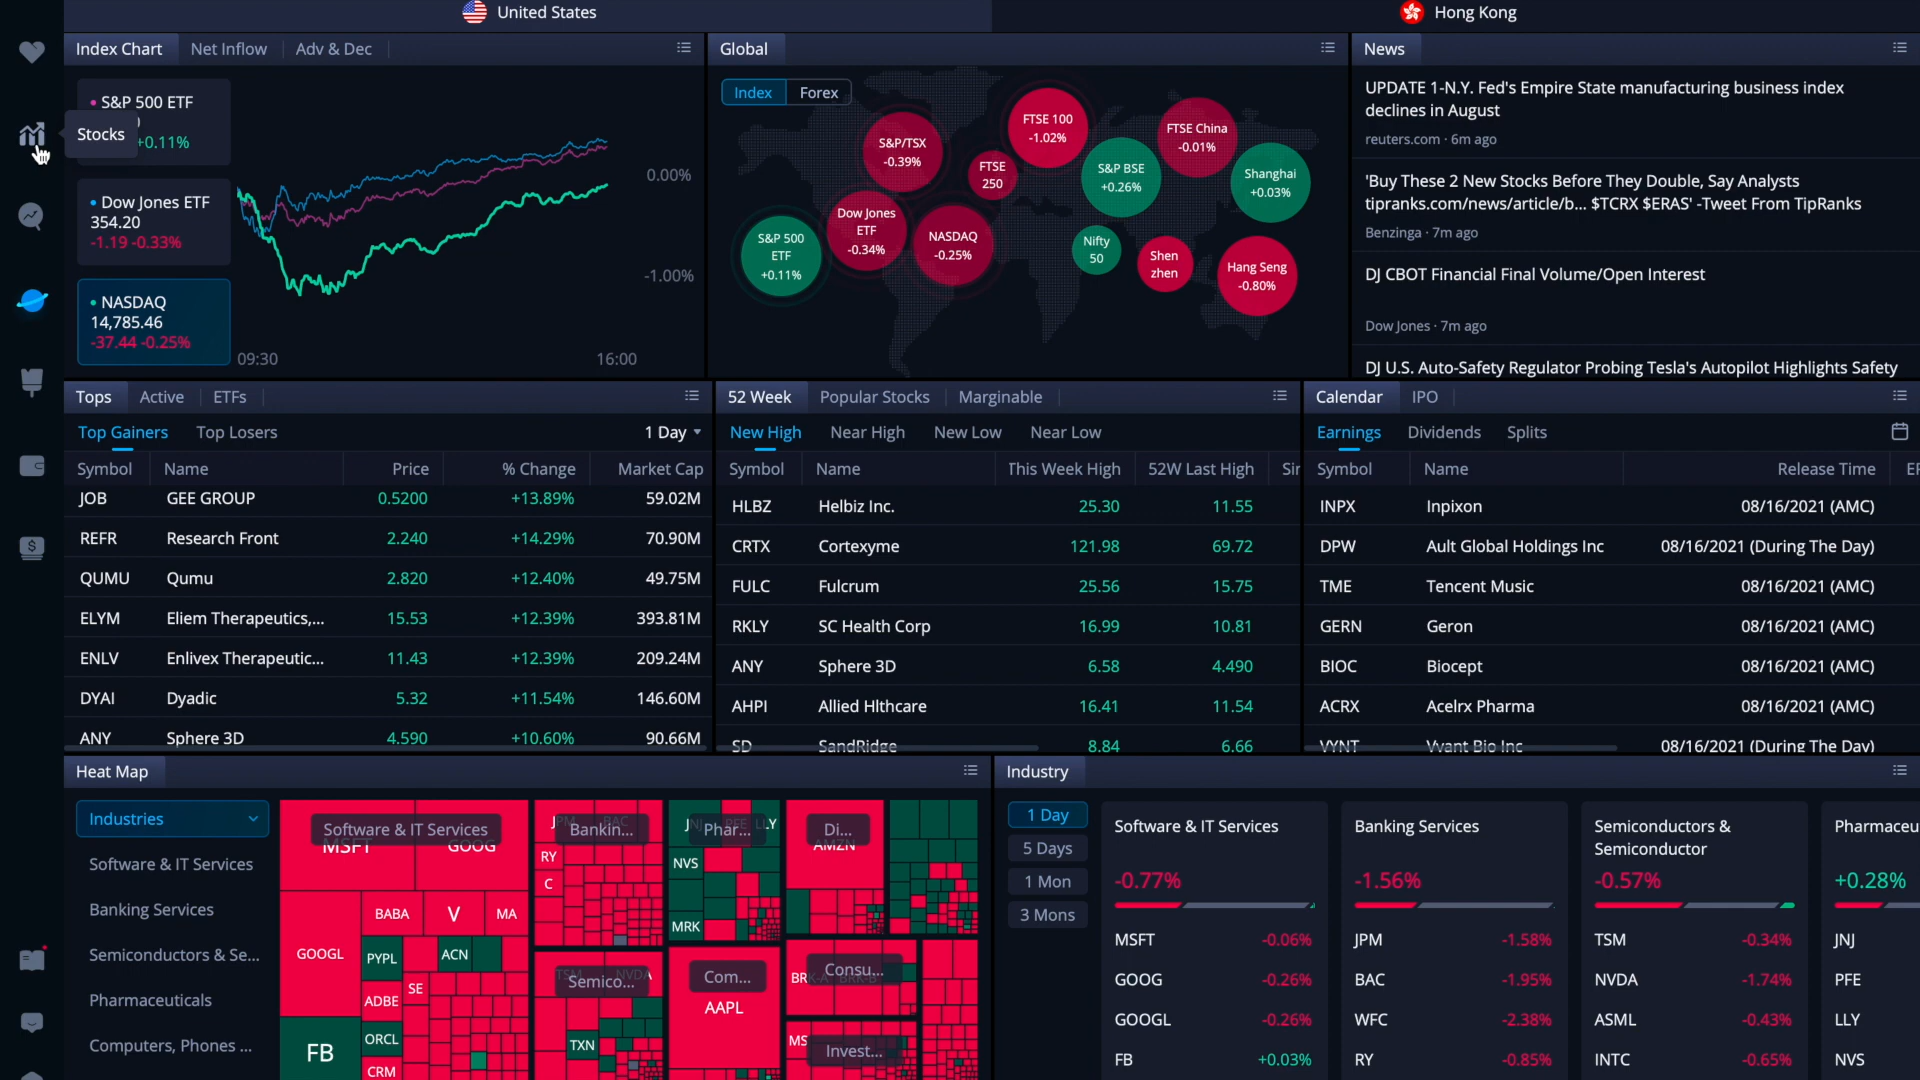 United States
Hong Kong
Index Chart
Net Inflow
Adv & Dec
Global
News
S&P 500 ETF
+0.11%
Stocks
Dow Jones ETF
354.20
-1.19 -0.33%
NASDAQ
14,785.46
-37.44 -0.25%
0.00%
-1.00%
09:30
16:00
Index
Forex
S&P/TSX
-0.39%
FTSE 100
-1.02%
FTSE
250
FTSE China
-0.01%
S&P BSE
+0.26%
Shanghai
+0.03%
Dow Jones
ETF
-0.34%
S&P 500
ETF
+0.11%
NASDAQ
-0.25%
Nifty
50
Shen
zhen
Hang Seng
-0.80%
UPDATE 1-N.Y. Fed's Empire State manufacturing business index
declines in August
reuters.com · 6m ago
'Buy These 2 New Stocks Before They Double, Say Analysts
tipranks.com/news/article/b... $TCRX $ERAS' -Tweet From TipRanks
Benzinga · 7m ago
DJ CBOT Financial Final Volume/Open Interest
Dow Jones · 7m ago
DJ U.S. Auto-Safety Regulator Probing Tesla's Autopilot Highlights Safety
Tops
Active
ETFs
Top Gainers
Top Losers
1 Day
Symbol Name Price % Change Market Cap
JOB GEE GROUP 0.5200 +13.89% 59.02M
REFR Research Front 2.240 +14.29% 70.90M
QUMU Qumu 2.820 +12.40% 49.75M
ELYM Eliem Therapeutics,... 15.53 +12.39% 393.81M
ENLV Enlivex Therapeutic... 11.43 +12.39% 209.24M
DYAI Dyadic 5.32 +11.54% 146.60M
ANY Sphere 3D 4.590 +10.60% 90.66M
52 Week
Popular Stocks
Marginable
New High
Near High
New Low
Near Low
Symbol Name This Week High 52W Last High
HLBZ Helbiz Inc. 25.30 11.55
CRTX Cortexyme 121.98 69.72
FULC Fulcrum 25.56 15.75
RKLY SC Health Corp 16.99 10.81
ANY Sphere 3D 6.58 4.490
AHPI Allied Hlthcare 16.41 11.54
SD SandRidge 8.84 6.66
Calendar
IPO
Earnings
Dividends
Splits
Symbol Name Release Time
INPX Inpixon 08/16/2021 (AMC)
DPW Ault Global Holdings Inc 08/16/2021 (During The Day)
TME Tencent Music 08/16/2021 (AMC)
GERN Geron 08/16/2021 (AMC)
BIOC Biocept 08/16/2021 (AMC)
ACRX Acelrx Pharma 08/16/2021 (AMC)
VYNT Vyant Bio Inc 08/16/2021 (During The Day)
Heat Map
Industries
Software & IT Services
Banking Services
Semiconductors & Se...
Pharmaceuticals
Computers, Phones ...
Software & IT Services
MSFT
GOOG
BABA
V
MA
GOOGL
PYPL
ACN
SE
ADBE
ORCL
FB
CRM
Bankin...
RY
C
Semico...
TXN
Phar...
LLY
NVS
MRK
Com...
AAPL
Di...
AMZN
Consu...
MS
Invest...
Industry
1 Day
5 Days
1 Mon
3 Mons
Software & IT Services
-0.77%
MSFT -0.06%
GOOG -0.26%
GOOGL -0.26%
FB +0.03%
Banking Services
-1.56%
JPM -1.58%
BAC -1.95%
WFC -2.38%
RY -0.85%
Semiconductors &
Semiconductor
-0.57%
TSM -0.34%
NVDA -1.74%
ASML -0.43%
INTC -0.65%
Pharmaceu
+0.28%
JNJ
PFE
LLY
NVS